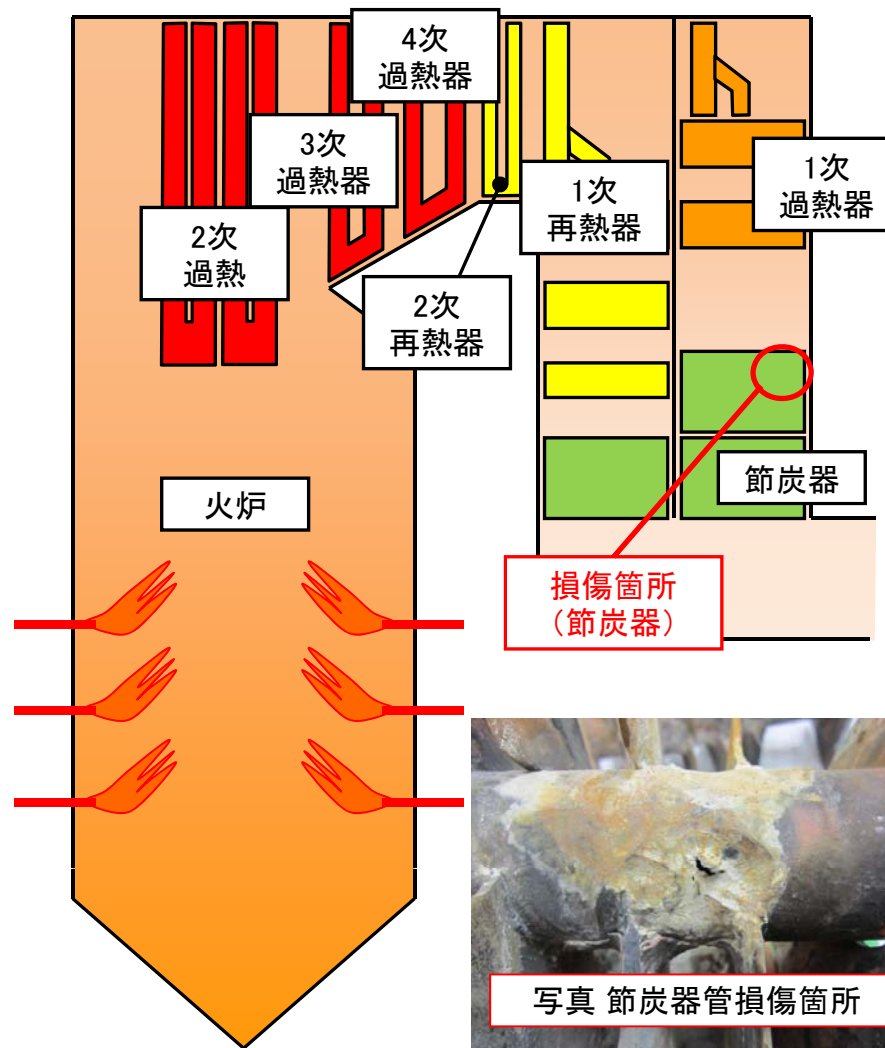 4次
過熱器
3次
過熱器
1次
過熱器
1次
再熱器
2次
過熱
2次
再熱器
節炭器
火炉
損傷箇所
（節炭器）
写真 節炭器管損傷箇所